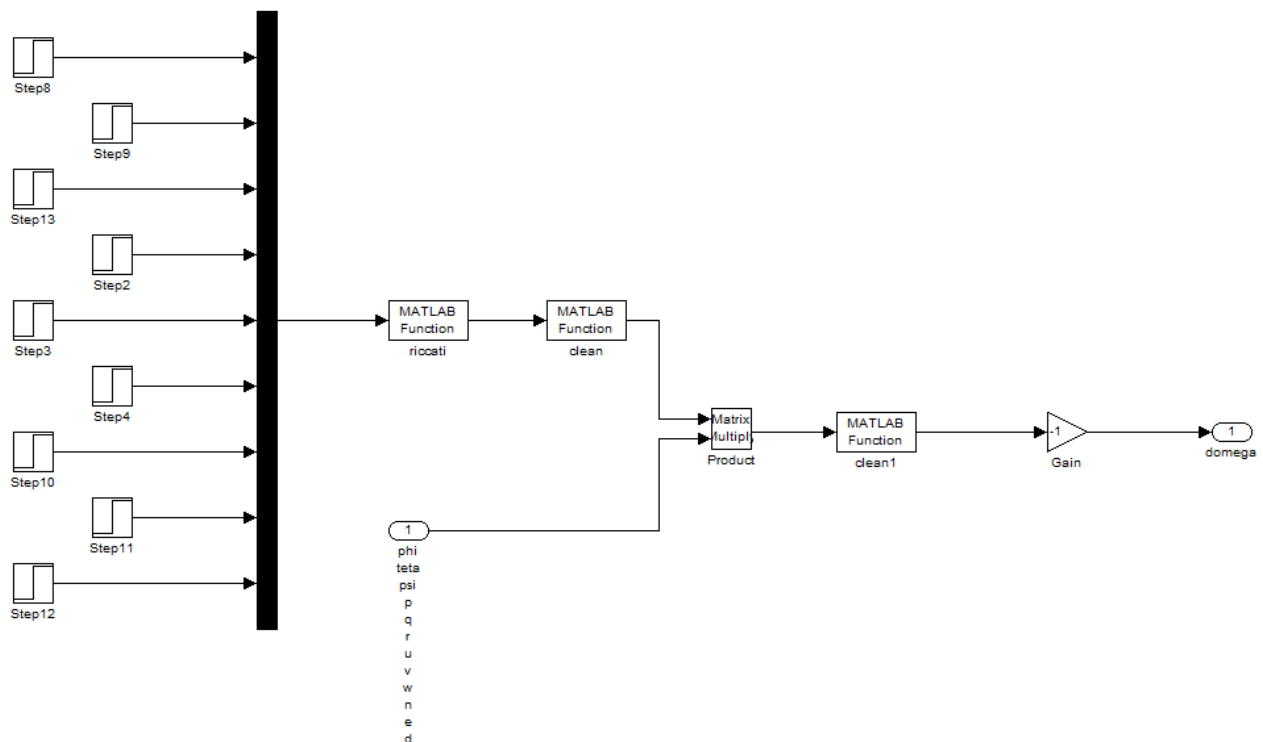 Step8
Step9
Step13
Step2
Step3
Step4
Step10
Step11
Step12
MATLAB
Function
riccati
MATLAB
Function
clean
Matrix
Multiply
Product
MATLAB
Function
clean1
-1
Gain
1
domega
1
phi
teta
psi
p
q
r
u
v
w
n
e
d